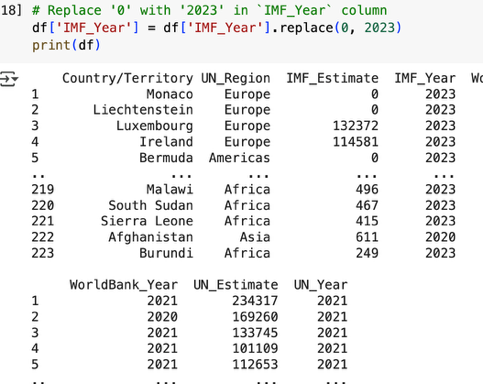 18] # Replace '0' with '2023' in `IMF_Year` column
df['IMF_Year'] = df['IMF_Year'].replace(0, 2023)
print(df)
Country/Territory UN_Region IMF_Estimate IMF_Year
1 Monaco Europe 0 2023
2 Liechtenstein Europe 0 2023
3 Luxembourg Europe 132372 2023
4 Ireland Europe 114581 2023
5 Bermuda Americas 0 2023
.. ... ... ... ...
219 Malawi Africa 496 2023
220 South Sudan Africa 467 2023
221 Sierra Leone Africa 415 2023
222 Afghanistan Asia 611 2020
223 Burundi Africa 249 2023
WorldBank_Year UN_Estimate UN_Year
1 2021 234317 2021
2 2020 169260 2021
3 2021 133745 2021
4 2021 101109 2021
5 2021 112653 2021
.. ... ... ...